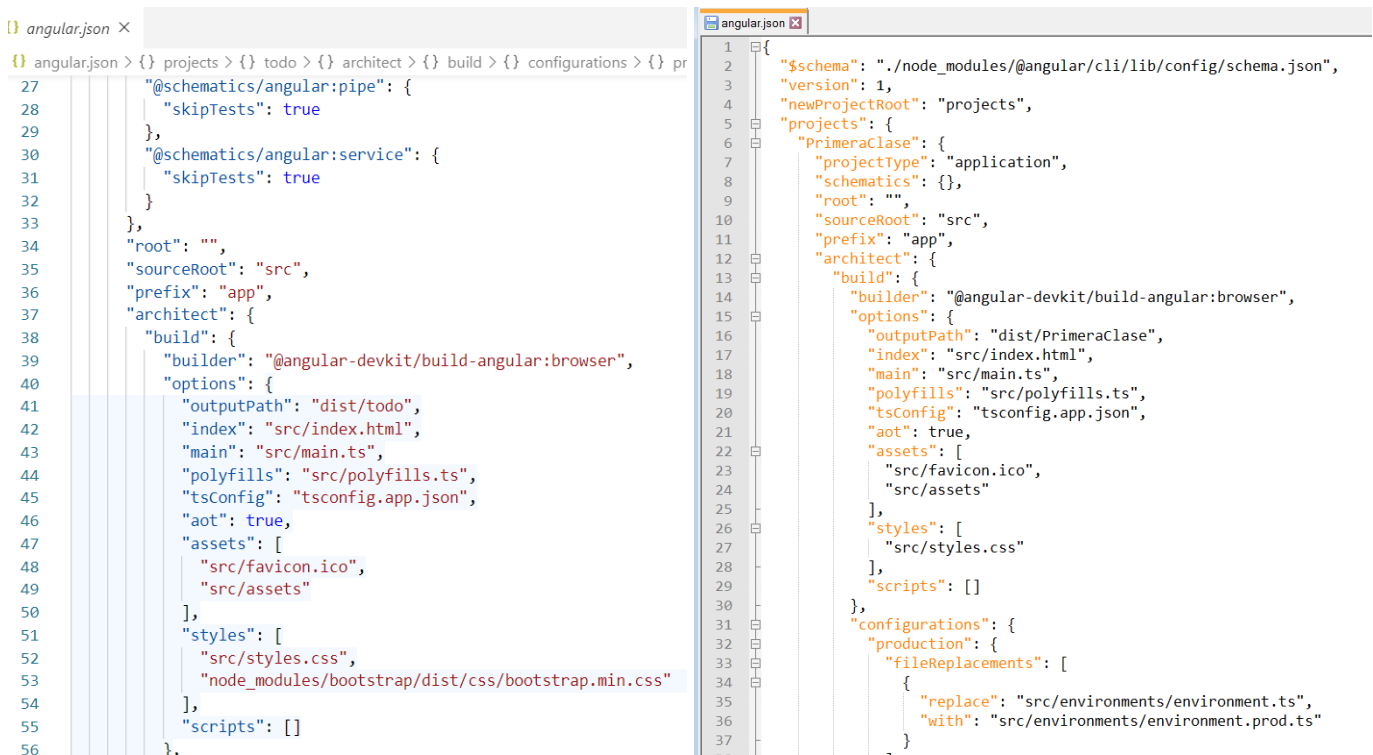 angular.json
angular.json > {} projects > {} todo > {} architect > {} build > {} configurations > {} pr
27 "@schematics/angular:pipe": {
28 "skipTests": true
29 },
30 "@schematics/angular:service": {
31 "skipTests": true
32 }
33 },
34 "root": "",
35 "sourceRoot": "src",
36 "prefix": "app",
37 "architect": {
38 "build": {
39 "builder": "@angular-devkit/build-angular:browser",
40 "options": {
41 "outputPath": "dist/todo",
42 "index": "src/index.html",
43 "main": "src/main.ts",
44 "polyfills": "src/polyfills.ts",
45 "tsConfig": "tsconfig.app.json",
46 "aot": true,
47 "assets": [
48 "src/favicon.ico",
49 "src/assets"
50 ],
51 "styles": [
52 "src/styles.css",
53 "node_modules/bootstrap/dist/css/bootstrap.min.css"
54 ],
55 "scripts": []
56 },
angular.json
1 {
2 "$schema": "./node_modules/@angular/cli/lib/config/schema.json",
3 "version": 1,
4 "newProjectRoot": "projects",
5 "projects": {
6 "PrimeraClase": {
7 "projectType": "application",
8 "schematics": {},
9 "root": "",
10 "sourceRoot": "src",
11 "prefix": "app",
12 "architect": {
13 "build": {
14 "builder": "@angular-devkit/build-angular:browser",
15 "options": {
16 "outputPath": "dist/PrimeraClase",
17 "index": "src/index.html",
18 "main": "src/main.ts",
19 "polyfills": "src/polyfills.ts",
20 "tsConfig": "tsconfig.app.json",
21 "aot": true,
22 "assets": [
23 "src/favicon.ico",
24 "src/assets"
25 ],
26 "styles": [
27 "src/styles.css"
28 ],
29 "scripts": []
30 },
31 "configurations": {
32 "production": {
33 "fileReplacements": [
34 {
35 "replace": "src/environments/environment.ts",
36 "with": "src/environments/environment.prod.ts"
37 }